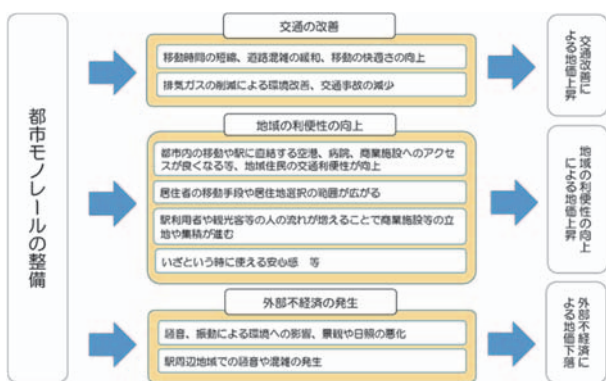 都市モノレールの整備
交通の改善
移動時間の短縮、道路混雑の緩和、移動の快適さの向上
排気ガスの削減による環境改善、交通事故の減少
交通改善に
よる地価上昇
地域の利便性の向上
都市内の移動や駅に直結する空港、病院、商業施設へのアクセ
スが良くなる等、地域住民の交通利便性が向上
居住者の移動手段や居住地選択の範囲が広がる
駅利用者や観光客等の人の流れが増えることで商業施設等の立
地や集積が進む
いざという時に使える安心感 等
地域の利便性の向上
による地価上昇
外部不経済の発生
騒音、振動による環境への影響、景観や日照の悪化
駅周辺地域での騒音や混雑の発生
外部不経済に
よる地価下落